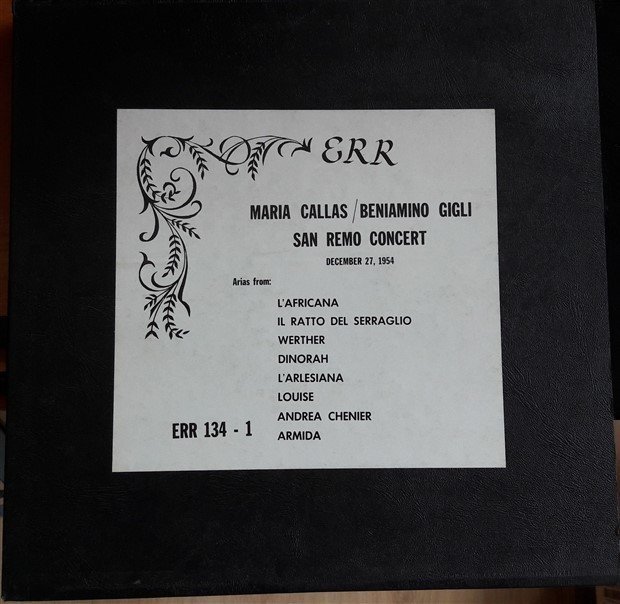 ERR
MARIA CALLAS / BENIAMINO GIGLI
SAN REMO CONCERT
DECEMBER 27, 1954
Arias from:
L'AFRICANA
IL RATTO DEL SERRAGLIO
WERTHER
DINORAH
L'ARLESIANA
LOUISE
ANDREA CHENIER
ARMIDA
ERR 134 - 1